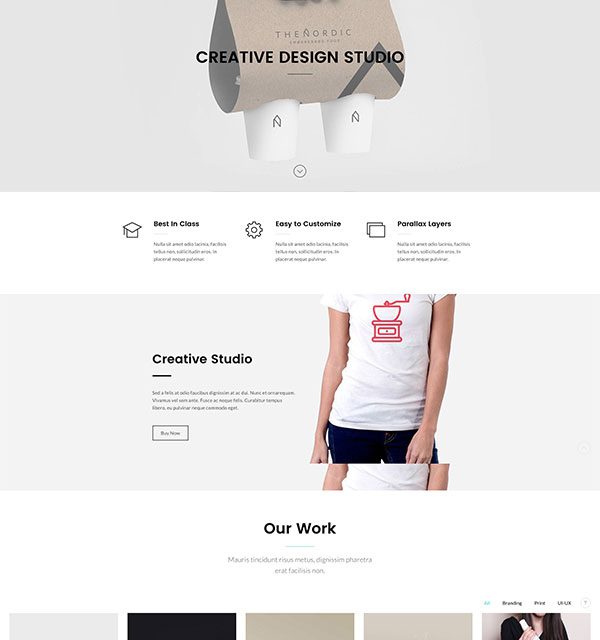 THEÑORDIC
CREATIVE DESIGN STUDIO
Best In Class
Nulla sit amet odio lacinia, facilisis
tellus non, sollicitudin eros. In
placerat neque pulvinar.
Easy to Customize
Nulla sit amet odio lacinia, facilisis
tellus non, sollicitudin eros. In
placerat neque pulvinar.
Parallax Layers
Nulla sit amet odio lacinia, facilisis
tellus non, sollicitudin eros. In
placerat neque pulvinar.
Creative Studio
Sed a felis at odio faucibus dignissim at ac dui. Nunc et ornarequam.
Vivamus vel sem ante. Fusce ac neque felis. Curabitur tempus
libero, eu pulvinar neque commodo eget.
Buy Now
Our Work
Mauris tincidunt risus metus, dignissim pharetra
erat facilisis non.
All Branding Print UI-UX